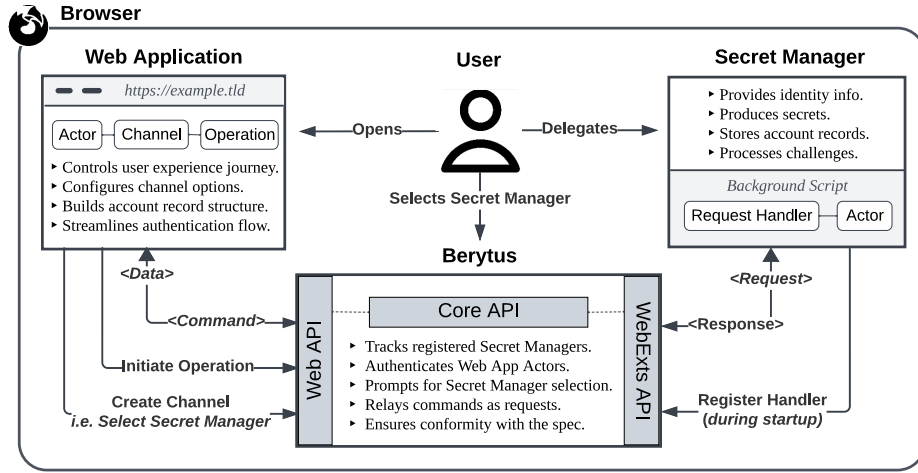 Browser
Web Application
https://example.tld
Actor
Channel
Operation
‣ Controls user experience journey.
‣ Configures channel options.
‣ Builds account record structure.
‣ Streamlines authentication flow.
User
Opens
Delegates
Selects Secret Manager
Secret Manager
‣ Provides identity info.
‣ Produces secrets.
‣ Stores account records.
‣ Processes challenges.
Background Script
Request Handler
Actor
Berytus
<Data>
<Command>
Initiate Operation
Create Channel
i.e. Select Secret Manager
Web API
Core API
‣ Tracks registered Secret Managers.
‣ Authenticates Web App Actors.
‣ Prompts for Secret Manager selection.
‣ Relays commands as requests.
‣ Ensures conformity with the spec.
WebExts API
<Request>
<Response>
Register Handler
(during startup)